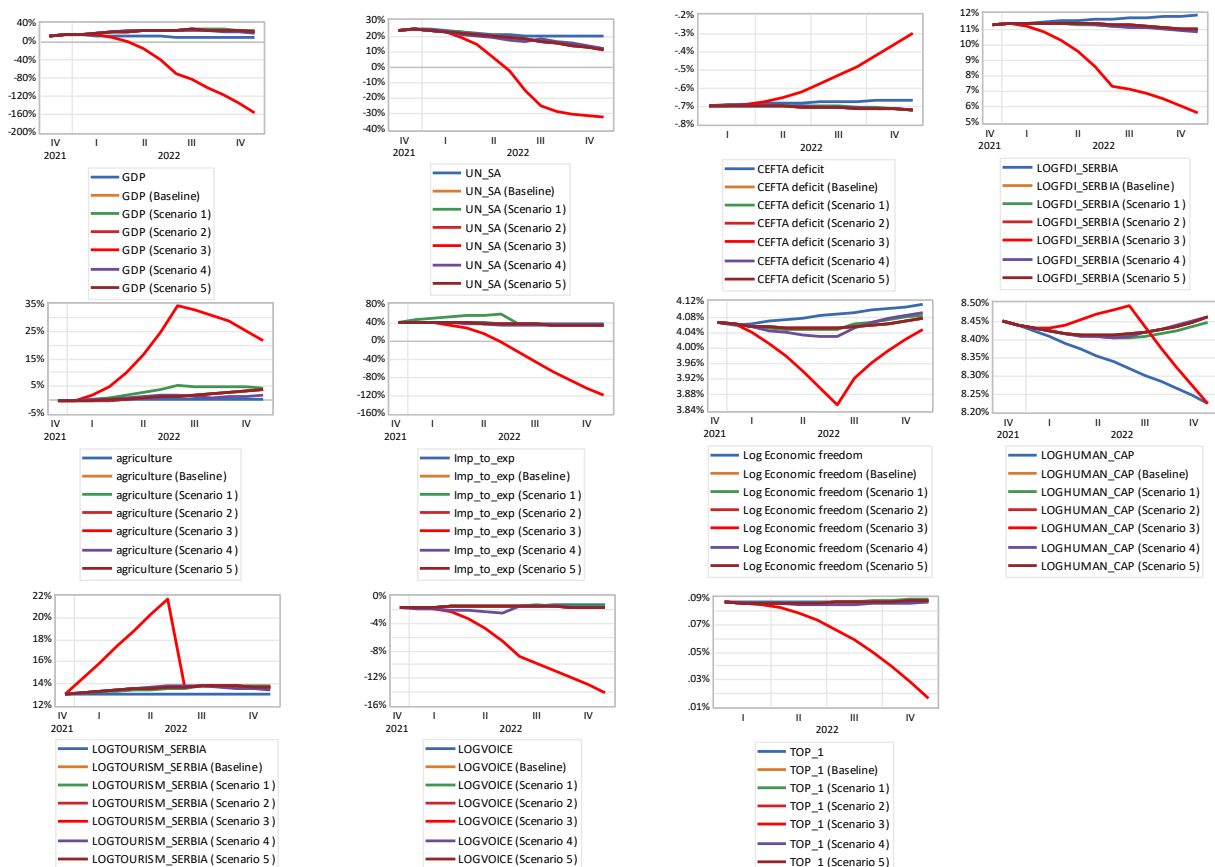 40%
0%
-40%
-80%
-120%
-160%
-200%
IV
I
II
III
IV
2021
2022
GDP
GDP (Baseline)
GDP (Scenario 1)
GDP (Scenario 2)
GDP (Scenario 3)
GDP (Scenario 4)
GDP (Scenario 5)
30%
20%
10%
0%
-10%
-20%
-30%
-40%
IV
I
II
III
IV
2021
2022
UN_SA
UN_SA (Baseline)
UN_SA (Scenario 1)
UN_SA (Scenario 2)
UN_SA (Scenario 3)
UN_SA (Scenario 4)
UN_SA (Scenario 5)
-.2%
-.3%
-.4%
-.5%
-.6%
-.7%
-.8%
I
II
III
IV
2022
CEFTA deficit
CEFTA deficit (Baseline)
CEFTA deficit (Scenario 1)
CEFTA deficit (Scenario 2)
CEFTA deficit (Scenario 3)
CEFTA deficit (Scenario 4)
CEFTA deficit (Scenario 5)
12%
11%
10%
9%
8%
7%
6%
5%
IV
I
II
III
IV
2021
2022
LOGFDI_SERBIA
LOGFDI_SERBIA (Baseline)
LOGFDI_SERBIA (Scenario 1)
LOGFDI_SERBIA (Scenario 2)
LOGFDI_SERBIA (Scenario 3)
LOGFDI_SERBIA (Scenario 4)
LOGFDI_SERBIA (Scenario 5)
35%
25%
15%
5%
-5%
IV
I
II
III
IV
2021
2022
agriculture
agriculture (Baseline)
agriculture (Scenario 1)
agriculture (Scenario 2)
agriculture (Scenario 3)
agriculture (Scenario 4)
agriculture (Scenario 5)
80%
40%
0%
-40%
-80%
-120%
-160%
IV
I
II
III
IV
2021
2022
Imp_to_exp
Imp_to_exp (Baseline)
Imp_to_exp (Scenario 1)
Imp_to_exp (Scenario 2)
Imp_to_exp (Scenario 3)
Imp_to_exp (Scenario 4)
Imp_to_exp (Scenario 5)
4.12%
4.08%
4.04%
4.00%
3.96%
3.92%
3.88%
3.84%
IV
I
II
III
IV
2021
2022
Log Economic freedom
Log Economic freedom (Baseline)
Log Economic freedom (Scenario 1)
Log Economic freedom (Scenario 2)
Log Economic freedom (Scenario 3)
Log Economic freedom (Scenario 4)
Log Economic freedom (Scenario 5)
8.50%
8.45%
8.40%
8.35%
8.30%
8.25%
8.20%
IV
I
II
III
IV
2021
2022
LOGHUMAN_CAP
LOGHUMAN_CAP (Baseline)
LOGHUMAN_CAP (Scenario 1)
LOGHUMAN_CAP (Scenario 2)
LOGHUMAN_CAP (Scenario 3)
LOGHUMAN_CAP (Scenario 4)
LOGHUMAN_CAP (Scenario 5)
22%
20%
18%
16%
14%
12%
IV
I
II
III
IV
2021
2022
LOGTOURISM_SERBIA
LOGTOURISM_SERBIA (Baseline)
LOGTOURISM_SERBIA (Scenario 1)
LOGTOURISM_SERBIA (Scenario 2)
LOGTOURISM_SERBIA (Scenario 3)
LOGTOURISM_SERBIA (Scenario 4)
LOGTOURISM_SERBIA (Scenario 5)
0%
-4%
-8%
-12%
-16%
IV
I
II
III
IV
2021
2022
LOGVOICE
LOGVOICE (Baseline)
LOGVOICE (Scenario 1)
LOGVOICE (Scenario 2)
LOGVOICE (Scenario 3)
LOGVOICE (Scenario 4)
LOGVOICE (Scenario 5)
.09%
.07%
.05%
.03%
.01%
I
II
III
IV
2022
TOP_1
TOP_1 (Baseline)
TOP_1 (Scenario 1)
TOP_1 (Scenario 2)
TOP_1 (Scenario 3)
TOP_1 (Scenario 4)
TOP_1 (Scenario 5)